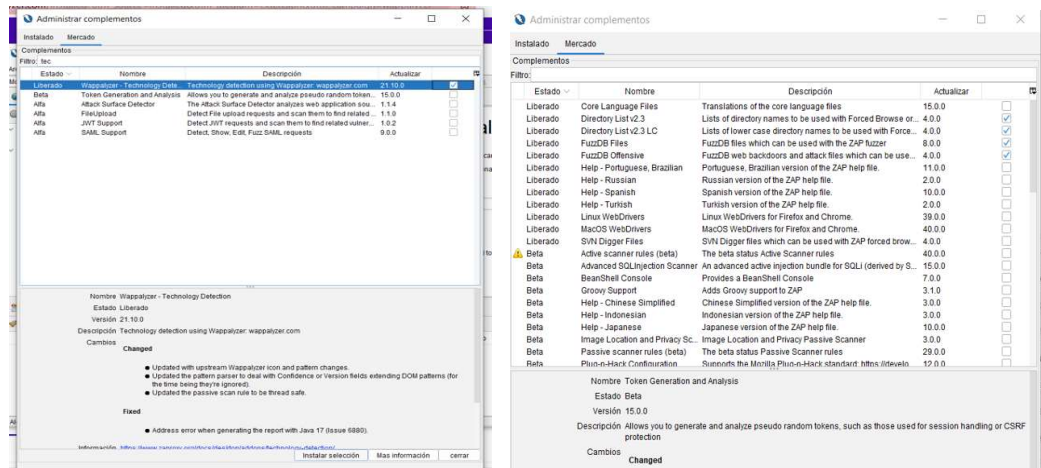 Administrar complementos
Instalado Mercado
Complementos
Filtro: tec
Estado Nombre Descripción Actualizar
Liberado Wappalyzer - Technology Dete... Technology detection using Wappalyzer: wappalyzer.com 21.10.0
Beta Token Generation and Analysis Allows you to generate and analyze pseudo random token... 15.0.0
Alfa Attack Surface Detector The Attack Surface Detector analyzes web application sou... 1.1.4
Alfa FileUpload Detect File upload requests and scan them to find related ... 1.1.0
Alfa JWT Support Detect JWT requests and scan them to find related vulner... 1.0.2
Alfa SAML Support Detect, Show, Edit, Fuzz SAML requests 9.0.0
Nombre Wappalyzer - Technology Detection
Estado Liberado
Versión 21.10.0
Descripción Technology detection using Wappalyzer: wappalyzer.com
Cambios
Changed
Updated with upstream Wappalyzer icon and pattern changes.
Updated the pattern parser to deal with Confidence or Version fields extending DOM patterns (for
the time being they're ignored).
Updated the passive scan rule to be thread safe.
Fixed
Address error when generating the report with Java 17 (Issue 6880).
Información https://www.zaproxy.org/docs/desktop/addons/technology-detection/
Instalar selección Mas información cerrar
Administrar complementos
Instalado Mercado
Complementos
Filtro:
Estado Nombre Descripción Actualizar
Liberado Core Language Files Translations of the core language files 15.0.0
Liberado Directory List v2.3 Lists of directory names to be used with Forced Browse or... 4.0.0
Liberado Directory List v2.3 LC Lists of lower case directory names to be used with Force... 4.0.0
Liberado FuzzDB Files FuzzDB files which can be used with the ZAP fuzzer 8.0.0
Liberado FuzzDB Offensive FuzzDB web backdoors and attack files which can be use... 4.0.0
Liberado Help - Portuguese, Brazilian Portuguese, Brazilian version of the ZAP help file. 11.0.0
Liberado Help - Russian Russian version of the ZAP help file. 2.0.0
Liberado Help - Spanish Spanish version of the ZAP help file. 10.0.0
Liberado Help - Turkish Turkish version of the ZAP help file. 2.0.0
Liberado Linux WebDrivers Linux WebDrivers for Firefox and Chrome. 39.0.0
Liberado MacOS WebDrivers MacOS WebDrivers for Firefox and Chrome. 40.0.0
Liberado SVN Digger Files SVN Digger files which can be used with ZAP forced brow... 4.0.0
Beta Active scanner rules (beta) The beta status Active Scanner rules 40.0.0
Beta Advanced SQLInjection Scanner An advanced active injection bundle for SQLi (derived by S... 15.0.0
Beta BeanShell Console Provides a BeanShell Console 7.0.0
Beta Groovy Support Adds Groovy support to ZAP 3.1.0
Beta Help - Chinese Simplified Chinese Simplified version of the ZAP help file. 3.0.0
Beta Help - Indonesian Indonesian version of the ZAP help file. 3.0.0
Beta Help - Japanese Japanese version of the ZAP help file. 10.0.0
Beta Image Location and Privacy Sc... Image Location and Privacy Passive Scanner 3.0.0
Beta Passive scanner rules (beta) The beta status Passive Scanner rules 29.0.0
Beta Plug-n-Hack Configuration Supports the Mozilla Plug-n-Hack standard: https://develo... 12.0.0
Nombre Token Generation and Analysis
Estado Beta
Versión 15.0.0
Descripción Allows you to generate and analyze pseudo random tokens, such as those used for session handling or CSRF
protection
Cambios
Changed